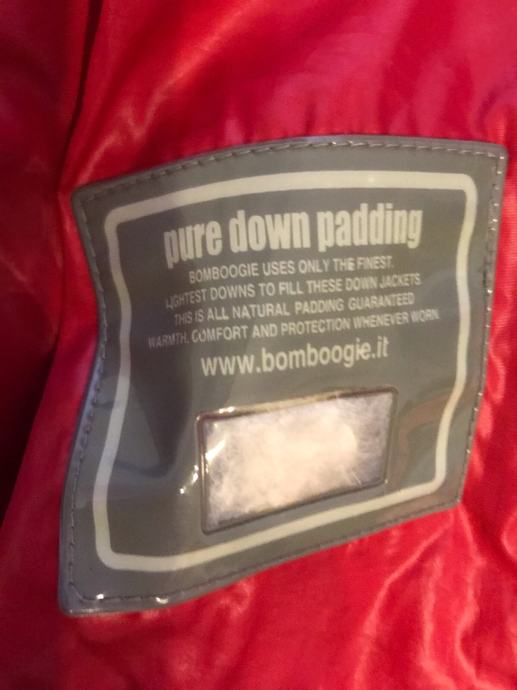 pure down padding
BOMBOOGIE USES ONLY THE FINEST.
LIGHTEST DOWNS TO FILL THESE DOWN JACKETS
THIS IS ALL NATURAL PADDING GUARANTEED
WARMTH, COMFORT AND PROTECTION WHENEVER WORN.
www.bomboogie.it